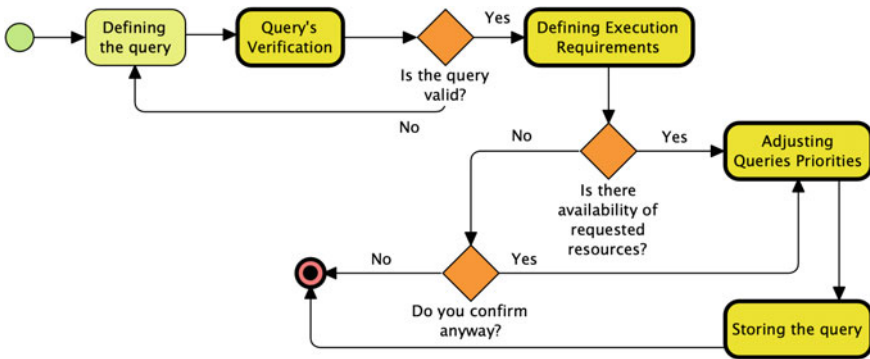 Defining
the query
Query's
Verification
Is the query
valid?
Yes
No
Defining Execution
Requirements
Is there
availability of
requested
resources?
No
Yes
Adjusting
Queries Priorities
Do you confirm
anyway?
No
Yes
Storing the query